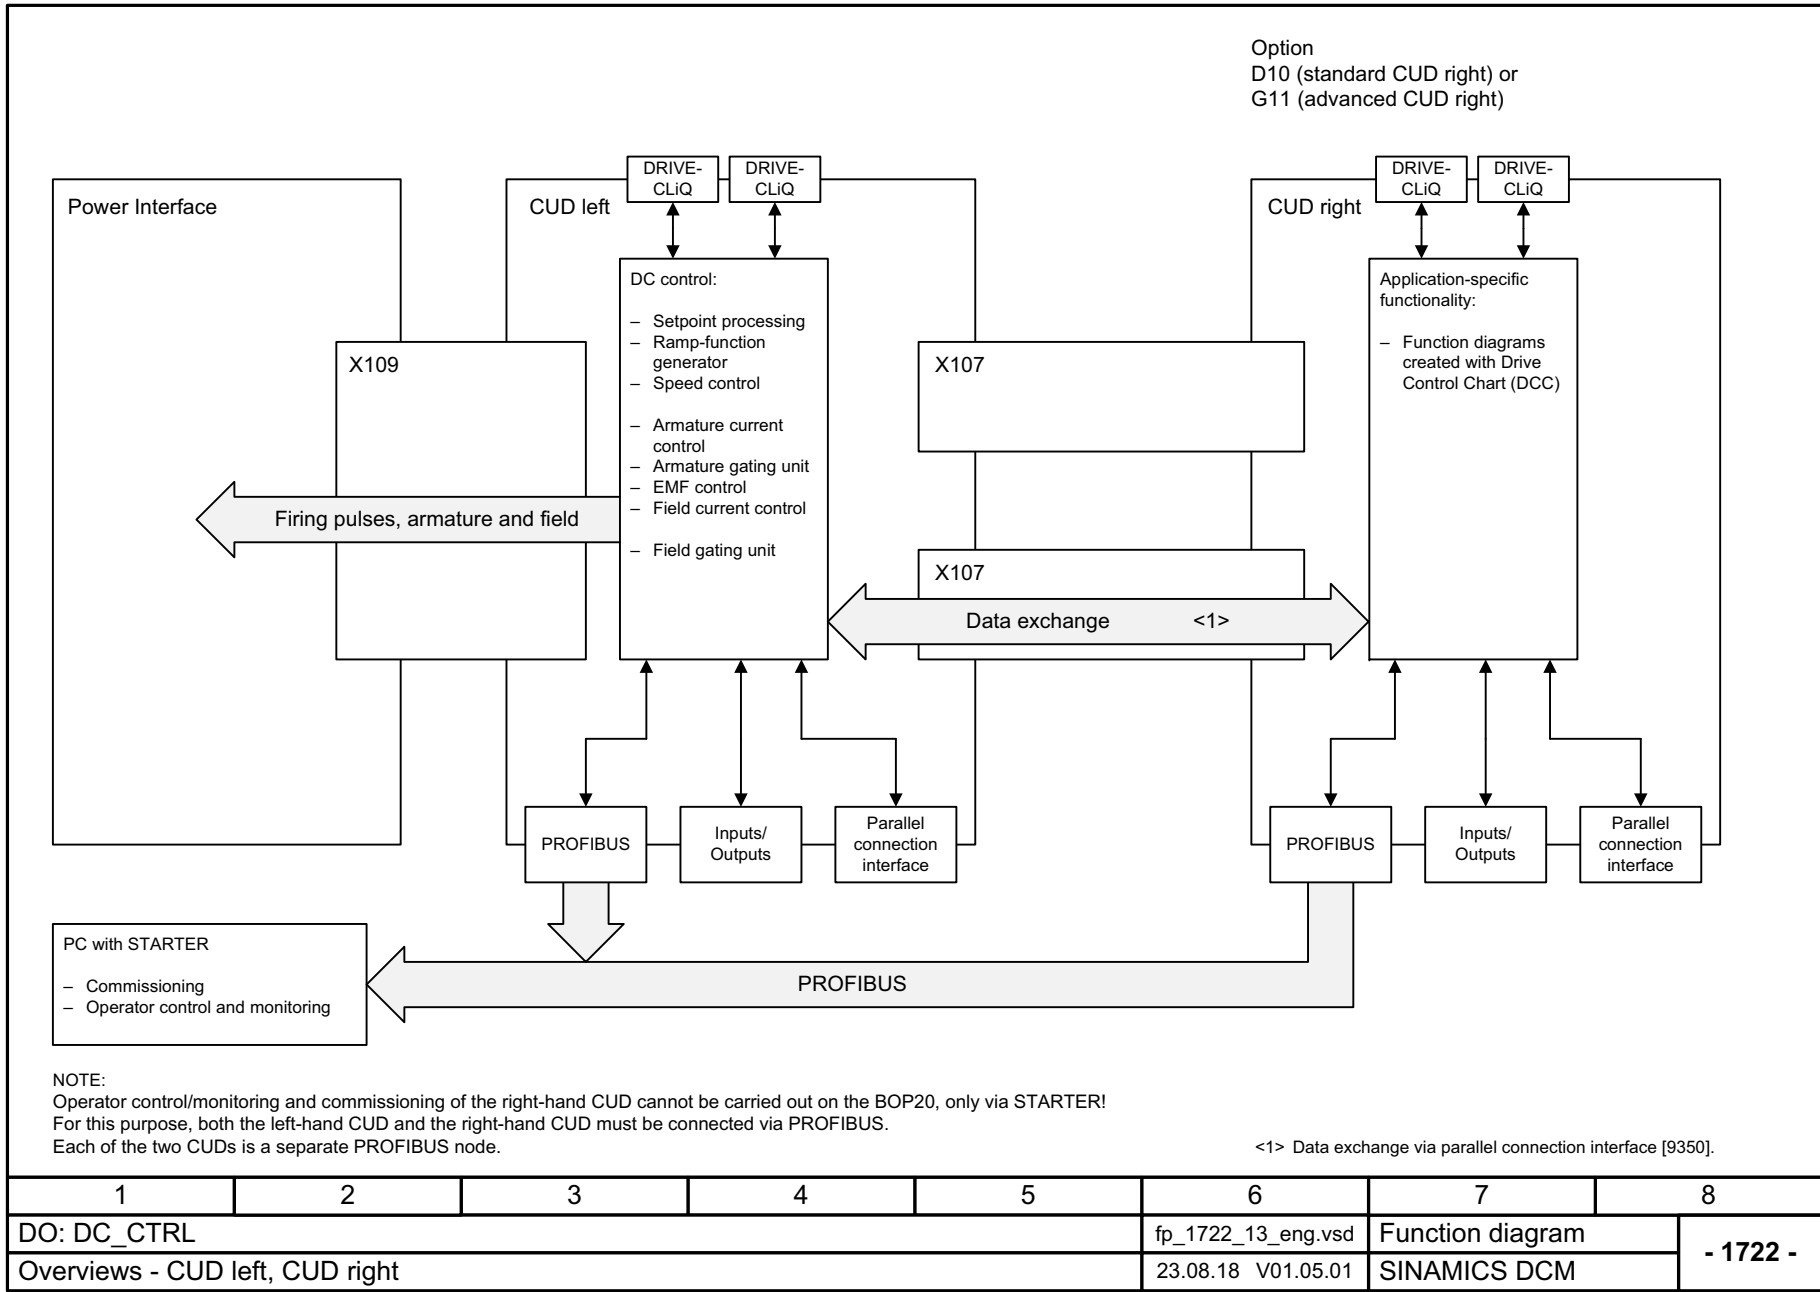 Option
D10 (standard CUD right) or
G11 (advanced CUD right)
Power Interface
CUD left
DRIVE-
CLiQ
DRIVE-
CLiQ
CUD right
DRIVE-
CLiQ
DRIVE-
CLiQ
X109
DC control:
– Setpoint processing
– Ramp-function
generator
– Speed control
– Armature current
control
– Armature gating unit
– EMF control
– Field current control
– Field gating unit
X107
Application-specific
functionality:
– Function diagrams
created with Drive
Control Chart (DCC)
Firing pulses, armature and field
X107
Data exchange <1>
PROFIBUS
Inputs/
Outputs
Parallel
connection
interface
PROFIBUS
Inputs/
Outputs
Parallel
connection
interface
PC with STARTER
– Commissioning
– Operator control and monitoring
PROFIBUS
NOTE:
Operator control/monitoring and commissioning of the right-hand CUD cannot be carried out on the BOP20, only via STARTER!
For this purpose, both the left-hand CUD and the right-hand CUD must be connected via PROFIBUS.
Each of the two CUDs is a separate PROFIBUS node.
<1> Data exchange via parallel connection interface [9350].
1 2 3 4 5 6 7 8
DO: DC_CTRL
fp_1722_13_eng.vsd
Function diagram
- 1722 -
Overviews - CUD left, CUD right
23.08.18 V01.05.01
SINAMICS DCM